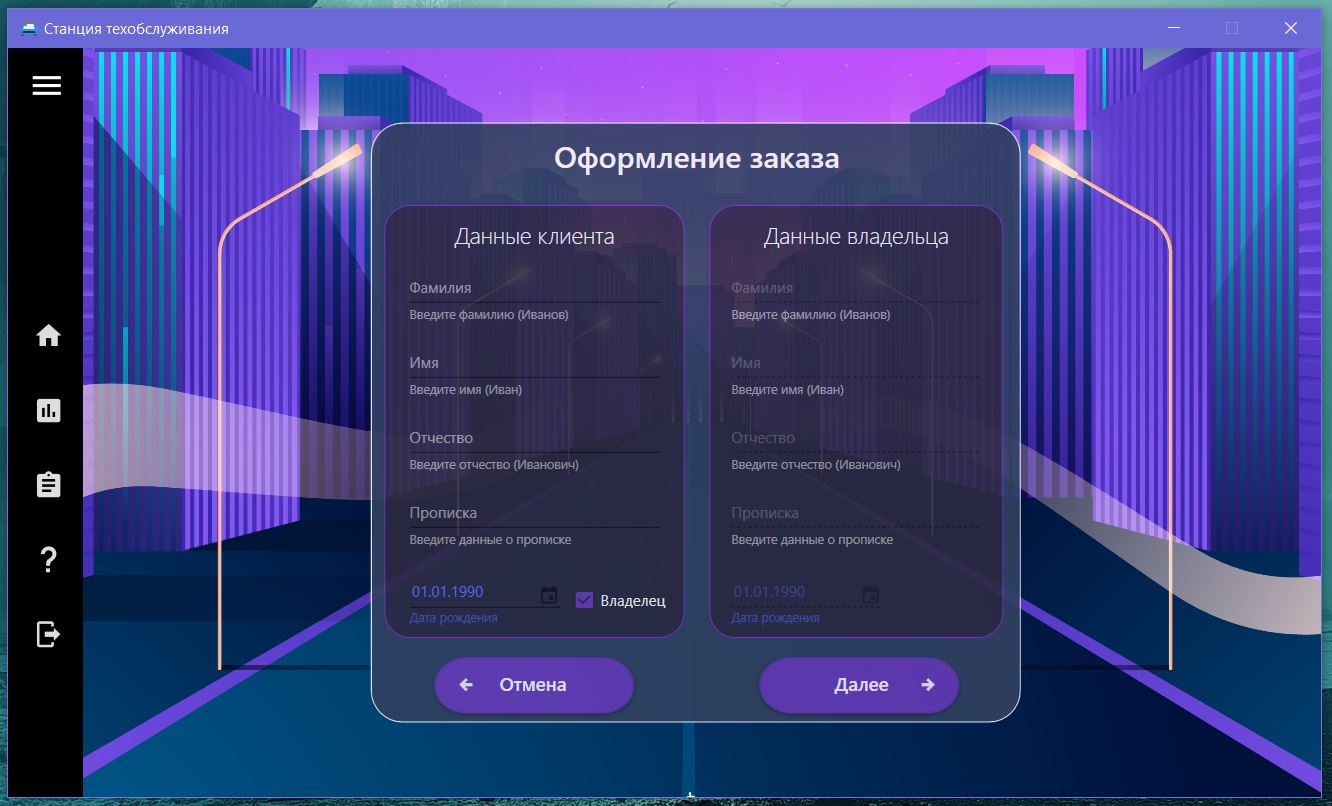 Станция техобслуживания
Оформление заказа
Данные клиента
Фамилия
Введите фамилию (Иванов)
Имя
Введите имя (Иван)
Отчество
Введите отчество (Иванович)
Прописка
Введите данные о прописке
01.01.1990
Владелец
Дата рождения
Данные владельца
Фамилия
Введите фамилию (Иванов)
Имя
Введите имя (Иван)
Отчество
Введите отчество (Иванович)
Прописка
Введите данные о прописке
01.01.1990
Дата рождения
Отмена
Далее